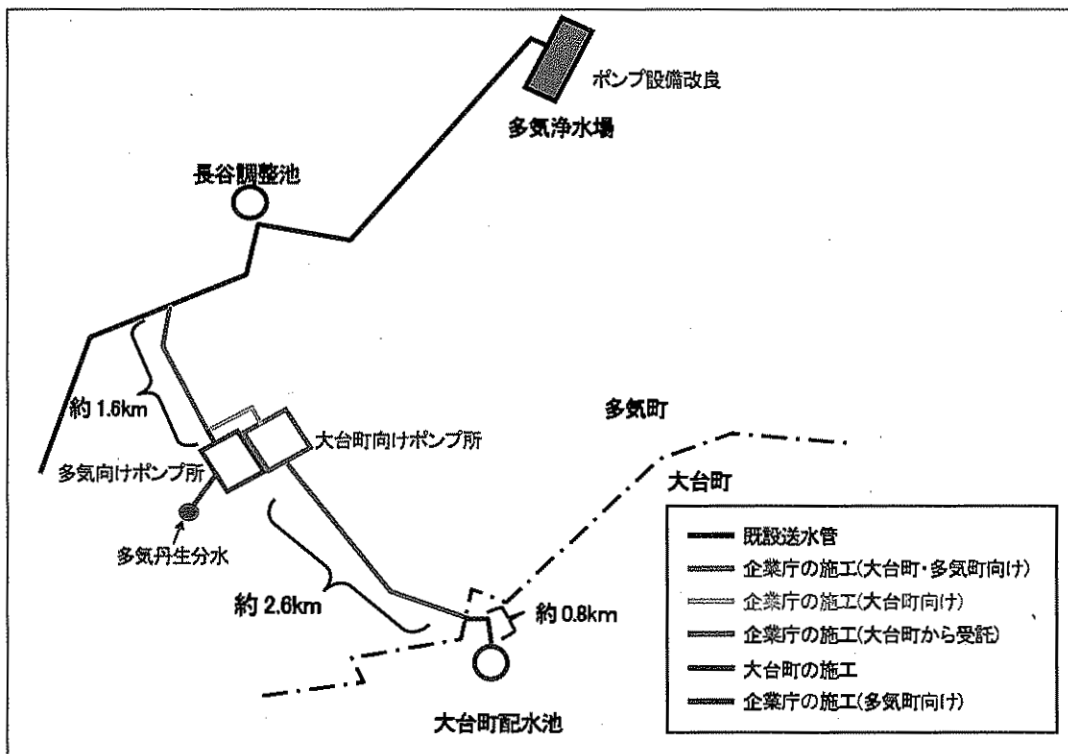 ポンプ設備改良
多気浄水場
長谷調整池
約1.6km
多気町
大台町向けポンプ所
多気向けポンプ所
大台町
多気丹生分水
約2.6km
約0.8km
大台町配水池
既設送水管
企業庁の施工(大台町・多気町向け)
企業庁の施工(大台町向け)
企業庁の施工(大台町から受託)
大台町の施工
企業庁の施工(多気町向け)